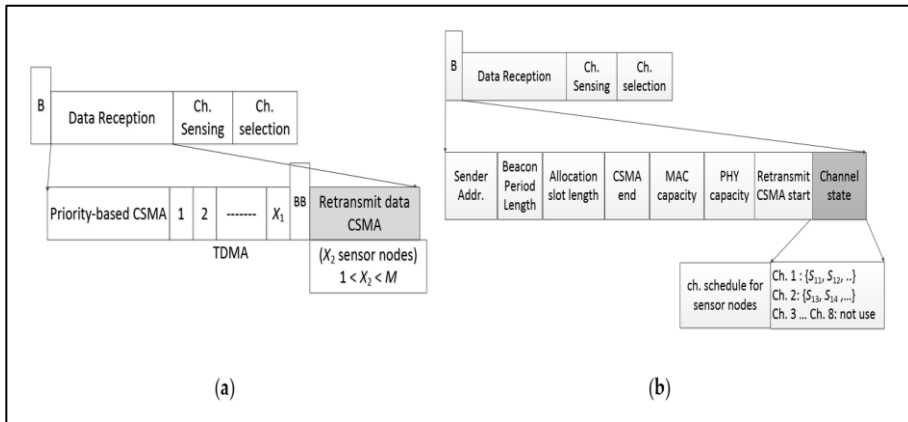 B
Data Reception
Ch.
Sensing
Ch.
selection
Priority-based CSMA
1
2
-------
X₁
BB
Retransmit data
CSMA
TDMA
(X₂ sensor nodes)
1 < X₂ < M
(a)
B
Data Reception
Ch.
Sensing
Ch.
selection
Sender
Addr.
Beacon
Period
Length
Allocation
slot length
CSMA
end
MAC
capacity
PHY
capacity
Retransmit
CSMA start
Channel
state
ch. schedule for
sensor nodes
Ch. 1 : {S₁₁, S₁₂, ..}
Ch. 2: {S₁₃, S₁₄ ,...}
Ch. 3 ... Ch. 8: not use
(b)